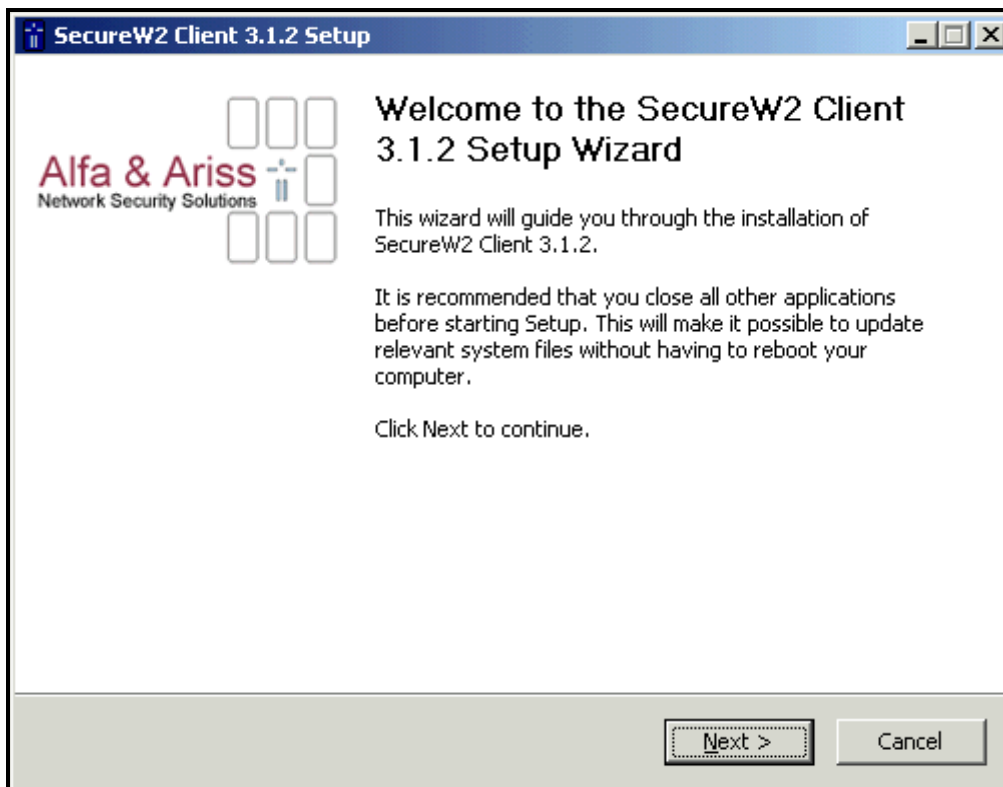 SecureW2 Client 3.1.2 Setup
Welcome to the SecureW2 Client
3.1.2 Setup Wizard
Alfa & Ariss
Network Security Solutions
This wizard will guide you through the installation of
SecureW2 Client 3.1.2.
It is recommended that you close all other applications
before starting Setup. This will make it possible to update
relevant system files without having to reboot your
computer.
Click Next to continue.
Next >
Cancel